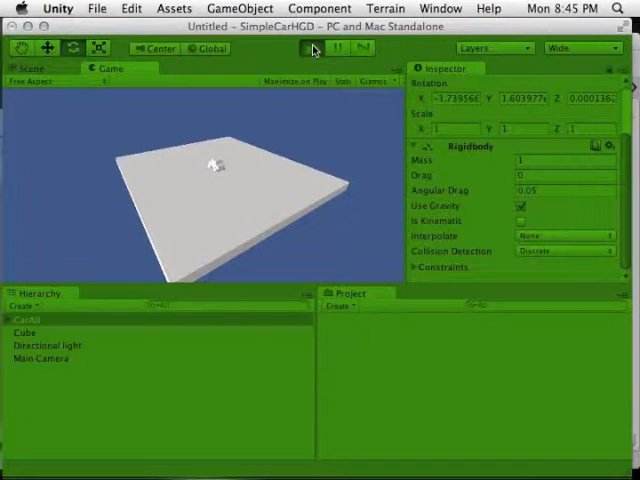 Unity File Edit Assets GameObject Component Terrain Window Help Mon 8:45 PM
Untitled - SimpleCarHGD - PC and Mac Standalone
Center Global Layers Wide
Scene Game Inspector
Free Aspect Maximize on Play Stats Gizmos
Rotation
X Y Z
Scale
X 1 Y 1 Z 1
Rigidbody
Mass 1
Drag 0
Angular Drag 0.05
Use Gravity
Is Kinematic
Interpolate None
Collision Detection Discrete
Constraints
Hierarchy Project
Create All Create All
CarAll
Cube
Directional light
Main Camera